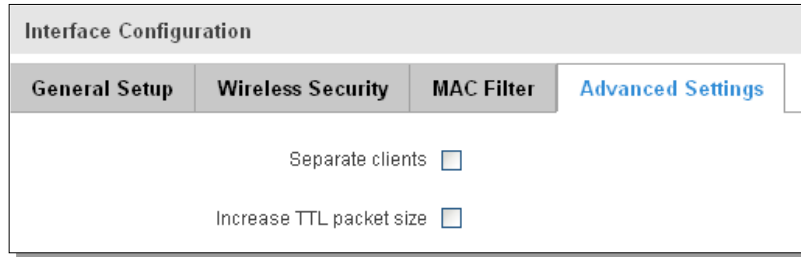 Interface Configuration
General Setup Wireless Security MAC Filter Advanced Settings
Separate clients
Increase TTL packet size